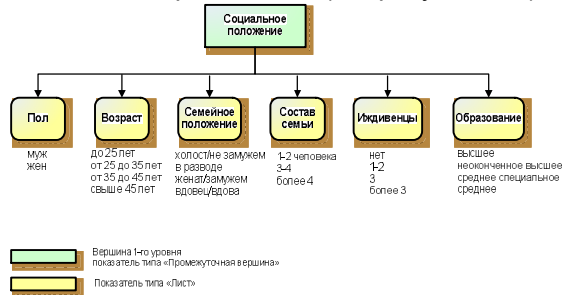 Социальное
положение
Пол
Возраст
Семейное
положение
Состав
семьи
Иждивенцы
Образование
муж
жен
до 25 лет
от 25 до 35 лет
от 35 до 45 лет
свыше 45 лет
холост/не замужем
в разводе
женат/замужем
вдовец/вдова
1-2 человека
3-4
более 4
нет
1-2
3
более 3
высшее
неоконченное высшее
среднее специальное
среднее
Вершина 1-го уровня
показатель типа «Промежуточная вершина»
Показатель типа «Лист»